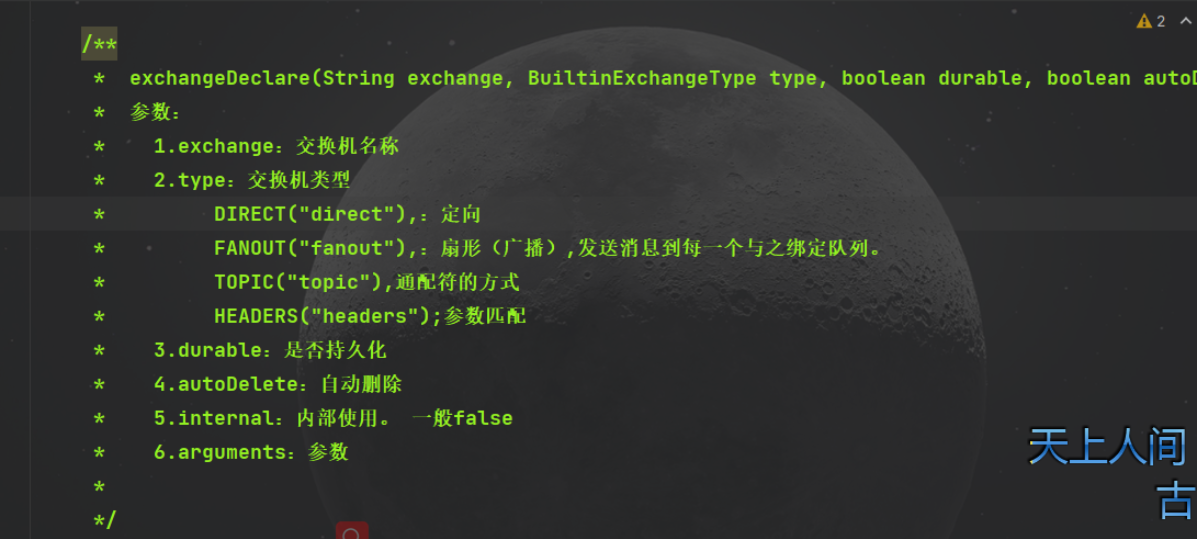 2
/**
* exchangeDeclare(String exchange, BuiltinExchangeType type, boolean durable, boolean autoD
* 参数：
* 1.exchange：交换机名称
* 2.type：交换机类型
* DIRECT("direct"),：定向
* FANOUT("fanout"),：扇形（广播）,发送消息到每一个与之绑定队列。
* TOPIC("topic"),通配符的方式
* HEADERS("headers");参数匹配
* 3.durable：是否持久化
* 4.autoDelete：自动删除
* 5.internal：内部使用。 一般false
* 6.arguments：参数
*
*/
天上人间
古